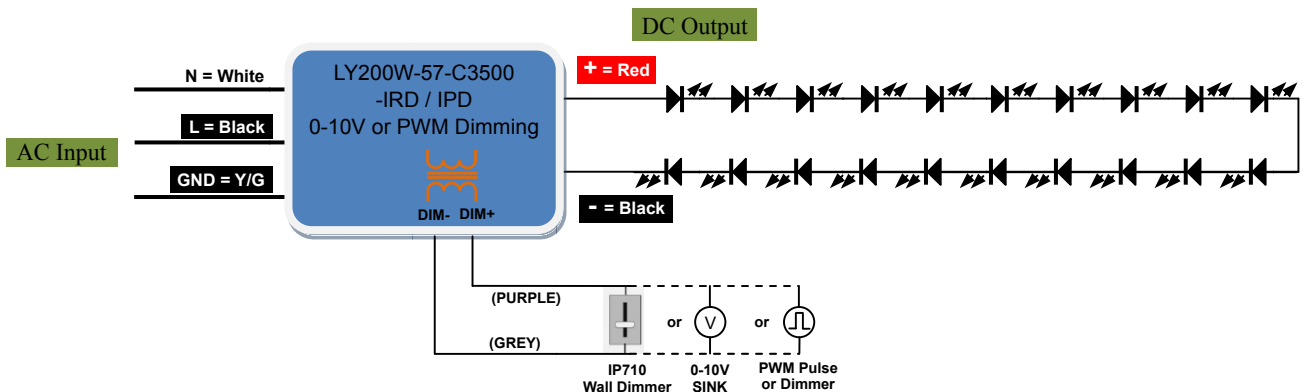 DC Output
N = White
L = Black
GND = Y/G
AC Input
LY200W-57-C3500
-IRD / IPD
0-10V or PWM Dimming
DIM- DIM+
+ = Red
- = Black
(PURPLE)
(GREY)
or
V
or
IP710
Wall Dimmer
0-10V
SINK
PWM Pulse
or Dimmer